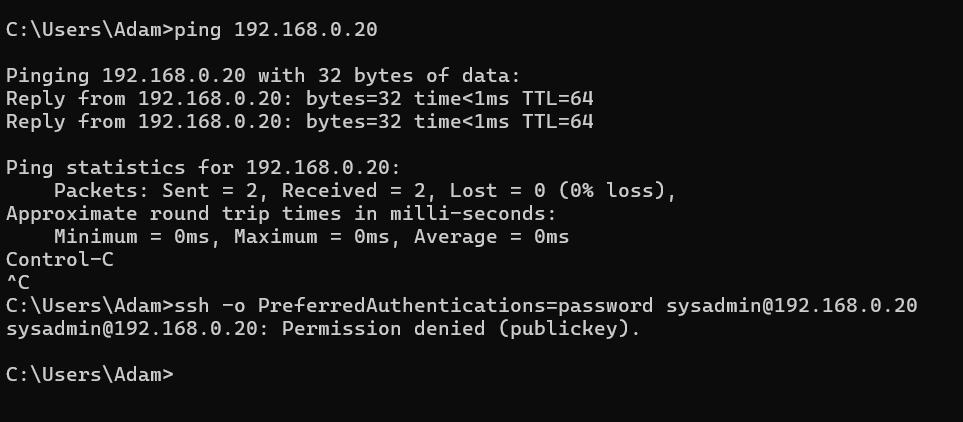 C:\Users\Adam>ping 192.168.0.20
Pinging 192.168.0.20 with 32 bytes of data:
Reply from 192.168.0.20: bytes=32 time<1ms TTL=64
Reply from 192.168.0.20: bytes=32 time<1ms TTL=64
Ping statistics for 192.168.0.20:
    Packets: Sent = 2, Received = 2, Lost = 0 (0% loss),
Approximate round trip times in milli-seconds:
    Minimum = 0ms, Maximum = 0ms, Average = 0ms
Control-C
^C
C:\Users\Adam>ssh -o PreferredAuthentications=password sysadmin@192.168.0.20
sysadmin@192.168.0.20: Permission denied (publickey).
C:\Users\Adam>